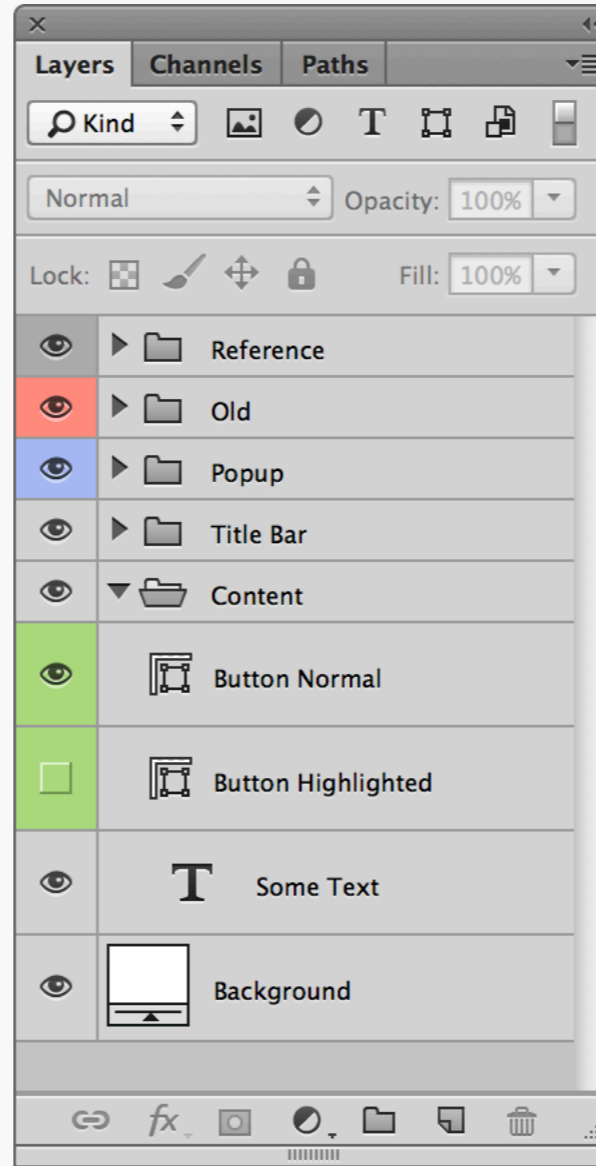 Layers Channels Paths
Kind T
Normal Opacity: 100%
Lock: Fill: 100%
Reference
Old
Popup
Title Bar
Content
Button Normal
Button Highlighted
T Some Text
Background
fx